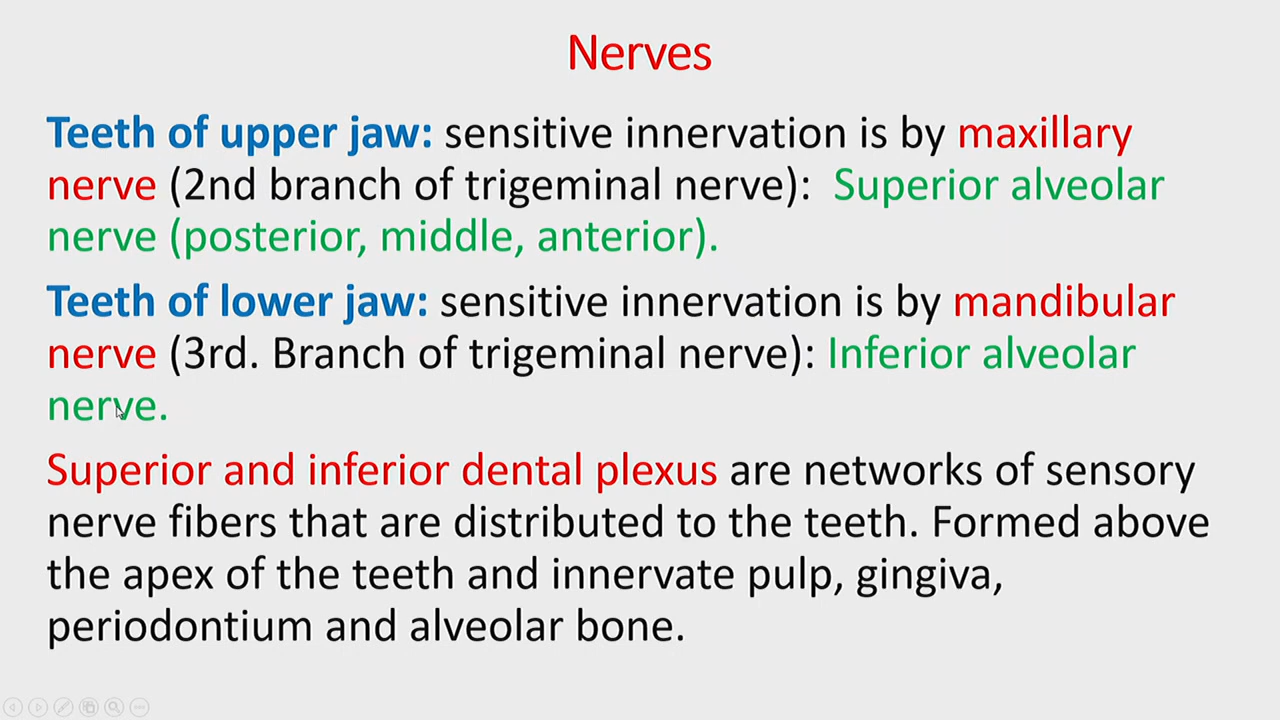 Nerves
Teeth of upper jaw: sensitive innervation is by maxillary
nerve (2nd branch of trigeminal nerve): Superior alveolar
nerve (posterior, middle, anterior).
Teeth of lower jaw: sensitive innervation is by mandibular
nerve (3rd. Branch of trigeminal nerve): Inferior alveolar
nerve.
Superior and inferior dental plexus are networks of sensory
nerve fibers that are distributed to the teeth. Formed above
the apex of the teeth and innervate pulp, gingiva,
periodontium and alveolar bone.